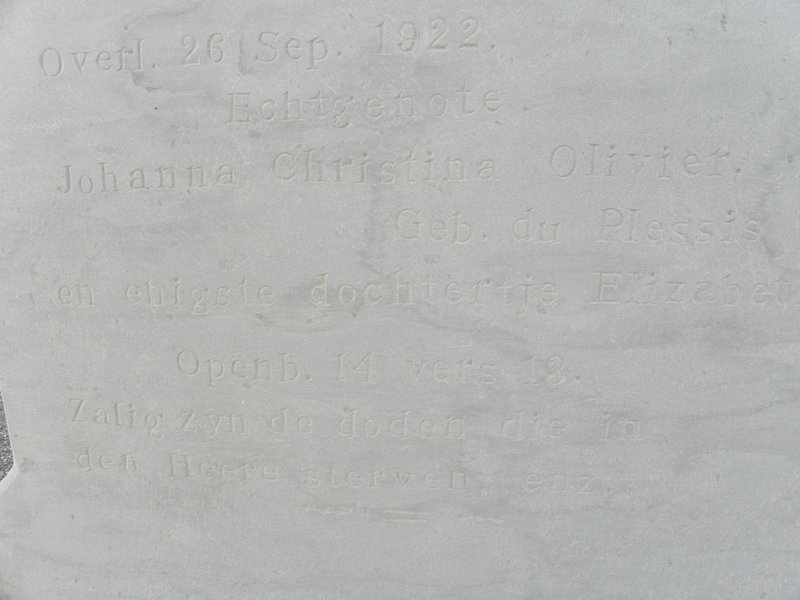 Overl. 26 Sep. 1922.
Echtgenote
Johanna Christina Olivier,
Geb. du Plessis
en enigste dochtertje Elizabeth
Openb. 14 vers 13.
Zalig zyn de doden die in
den Heere sterven, enz.